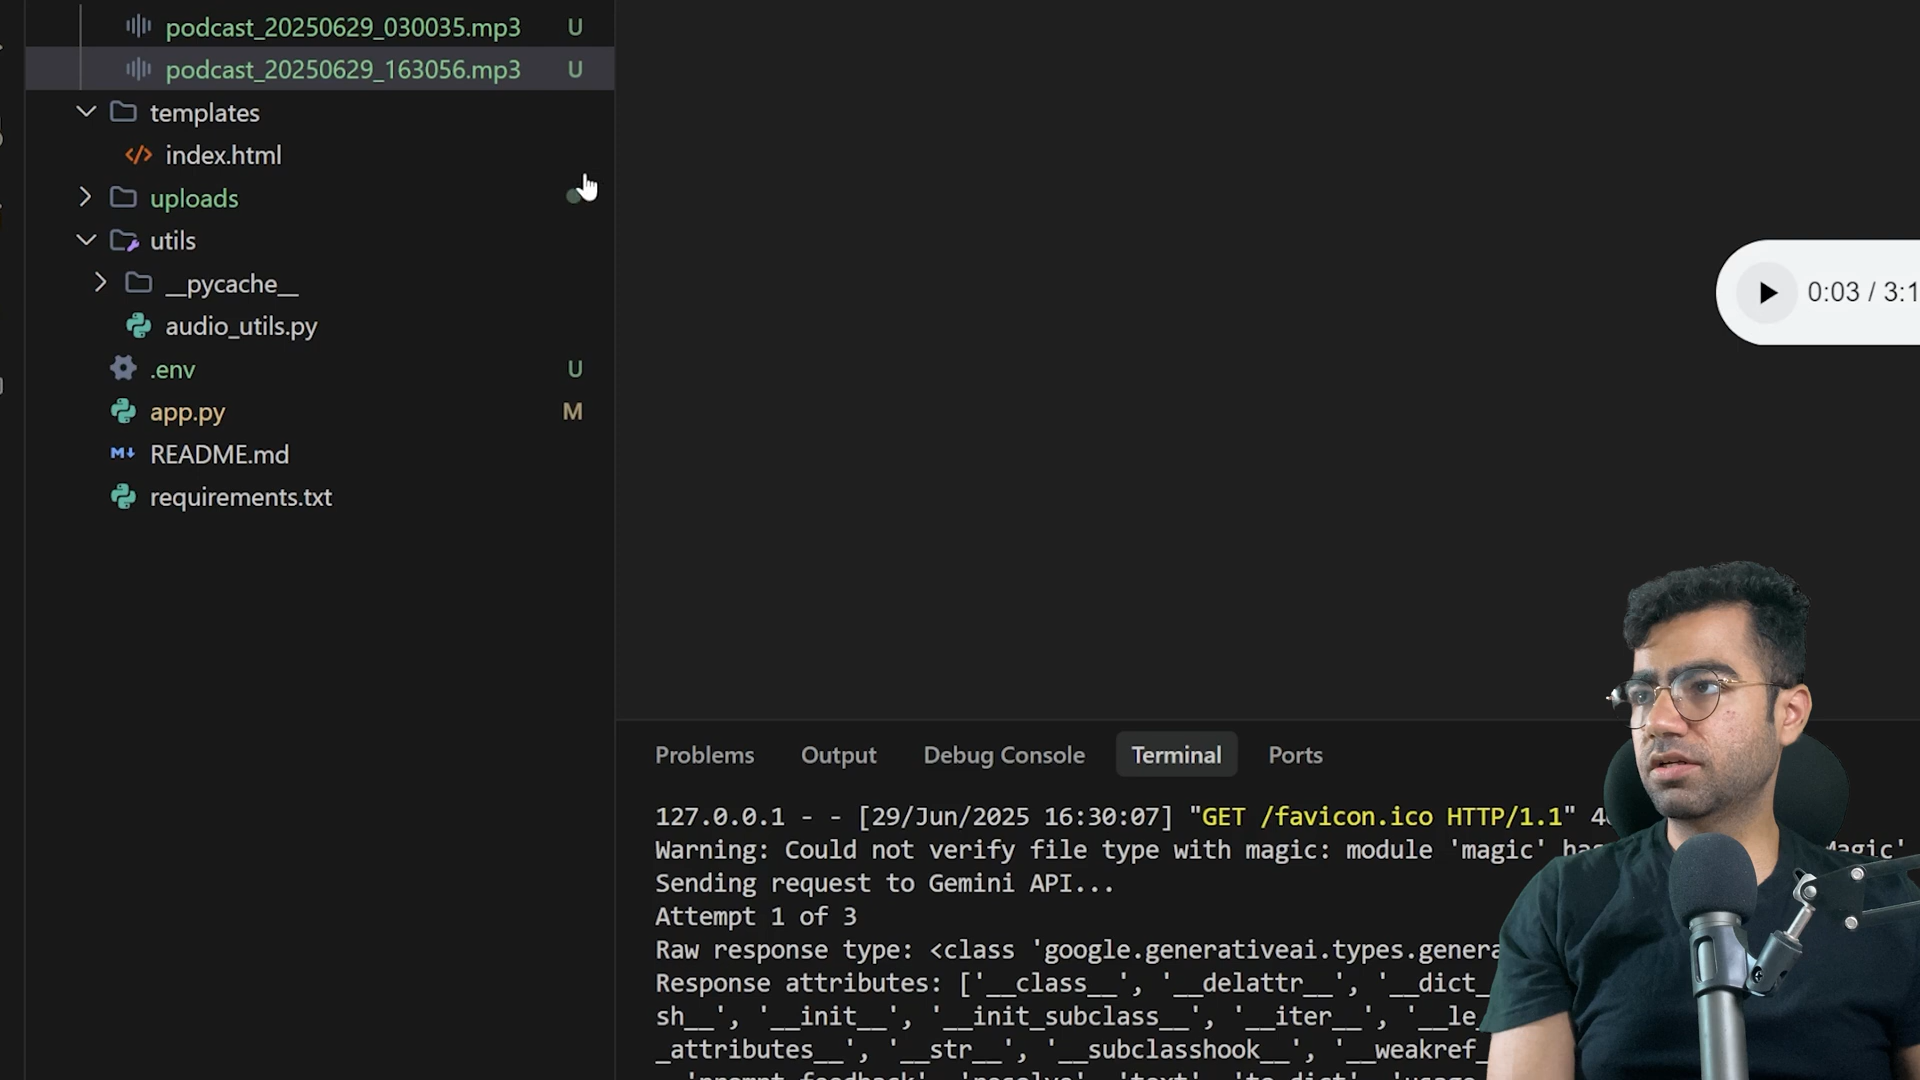 podcast_20250629_030035.mp3 U
podcast_20250629_163056.mp3 U
templates
</> index.html
uploads
utils
__pycache__
audio_utils.py
.env U
app.py M
M↓ README.md
requirements.txt
0:03 / 3:1
Problems Output Debug Console Terminal Ports
127.0.0.1 - - [29/Jun/2025 16:30:07] "GET /favicon.ico HTTP/1.1" 4
Warning: Could not verify file type with magic: module 'magic' has Magic'
Sending request to Gemini API...
Attempt 1 of 3
Raw response type: <class 'google.generativeai.types.genera
Response attributes: ['__class__', '__delattr__', '__dict_
sh__', '__init__', '__init_subclass__', '__iter__', '__le_
_attributes__', '__str__', '__subclasshook__', '__weakref_